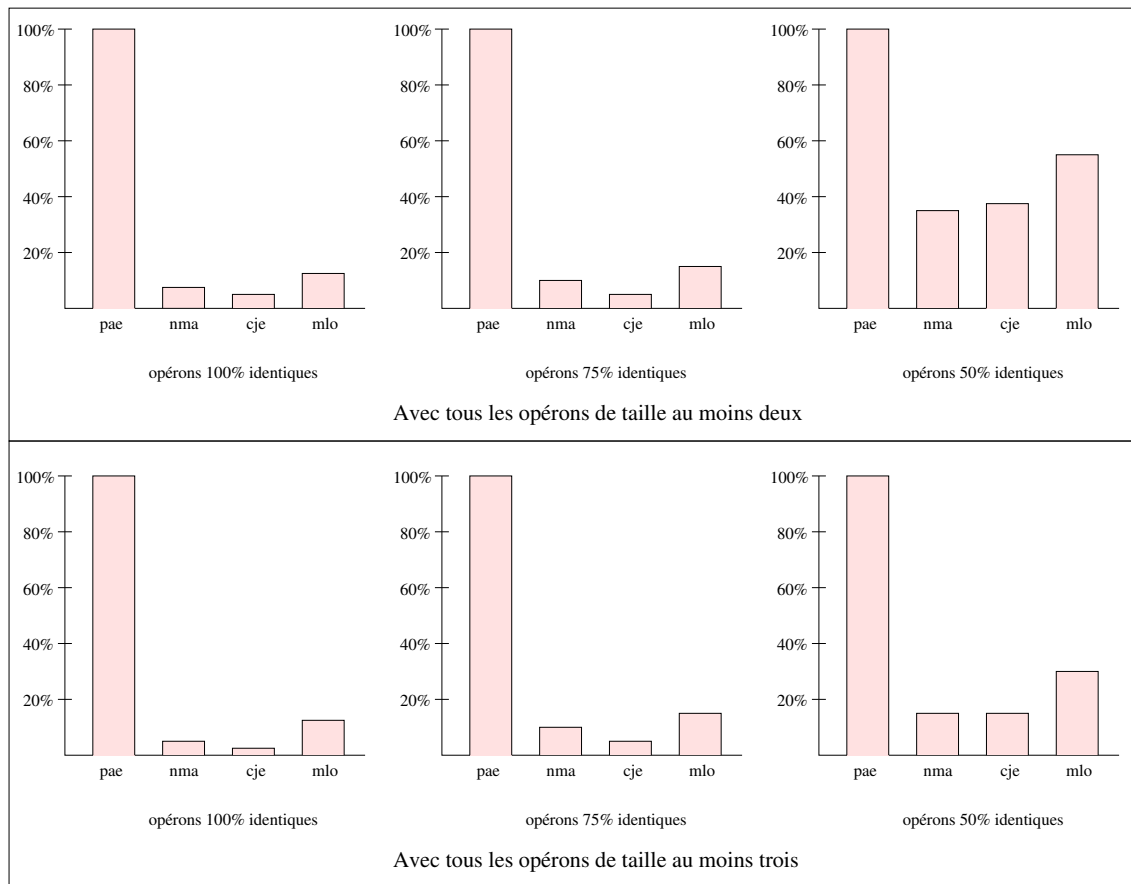 100% 100% 100%
80% 80% 80%
60% 60% 60%
40% 40% 40%
20% 20% 20%
pae nma cje mlo pae nma cje mlo pae nma cje mlo
opérons 100% identiques opérons 75% identiques opérons 50% identiques
Avec tous les opérons de taille au moins deux
100% 100% 100%
80% 80% 80%
60% 60% 60%
40% 40% 40%
20% 20% 20%
pae nma cje mlo pae nma cje mlo pae nma cje mlo
opérons 100% identiques opérons 75% identiques opérons 50% identiques
Avec tous les opérons de taille au moins trois